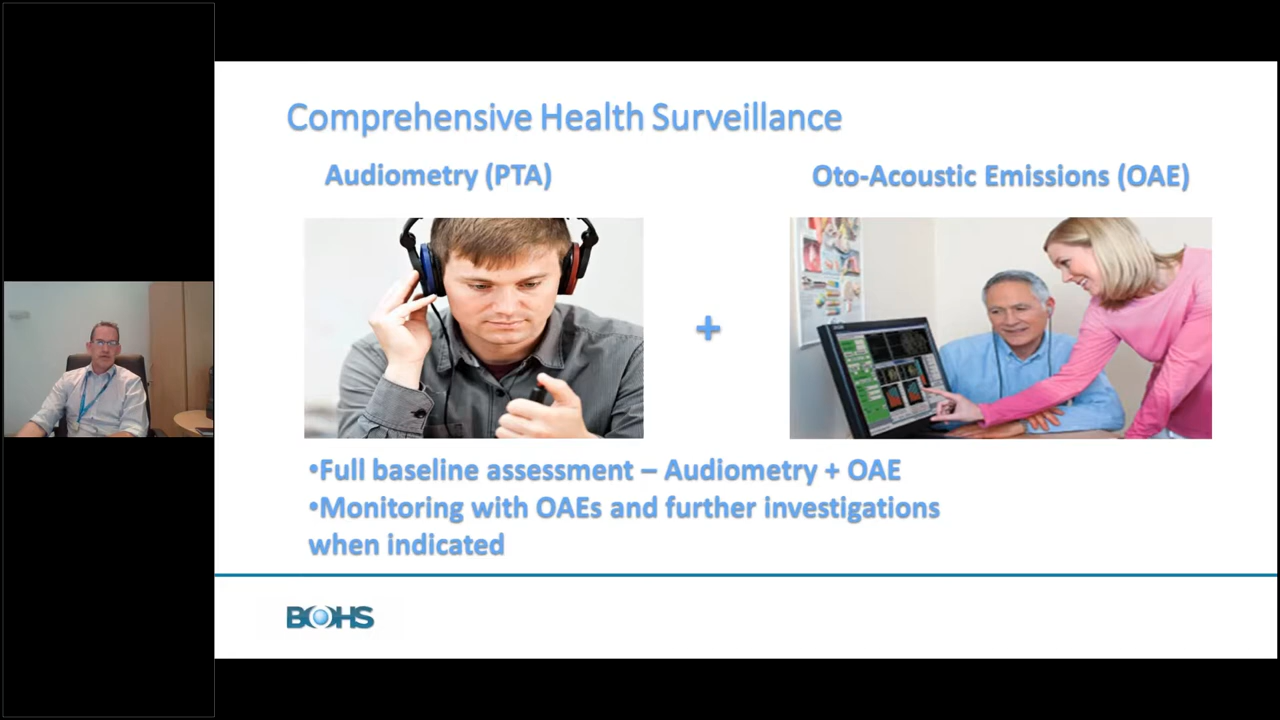 Comprehensive Health Surveillance
Audiometry (PTA)
Oto-Acoustic Emissions (OAE)
+
•Full baseline assessment – Audiometry + OAE
•Monitoring with OAEs and further investigations
when indicated
BOHS